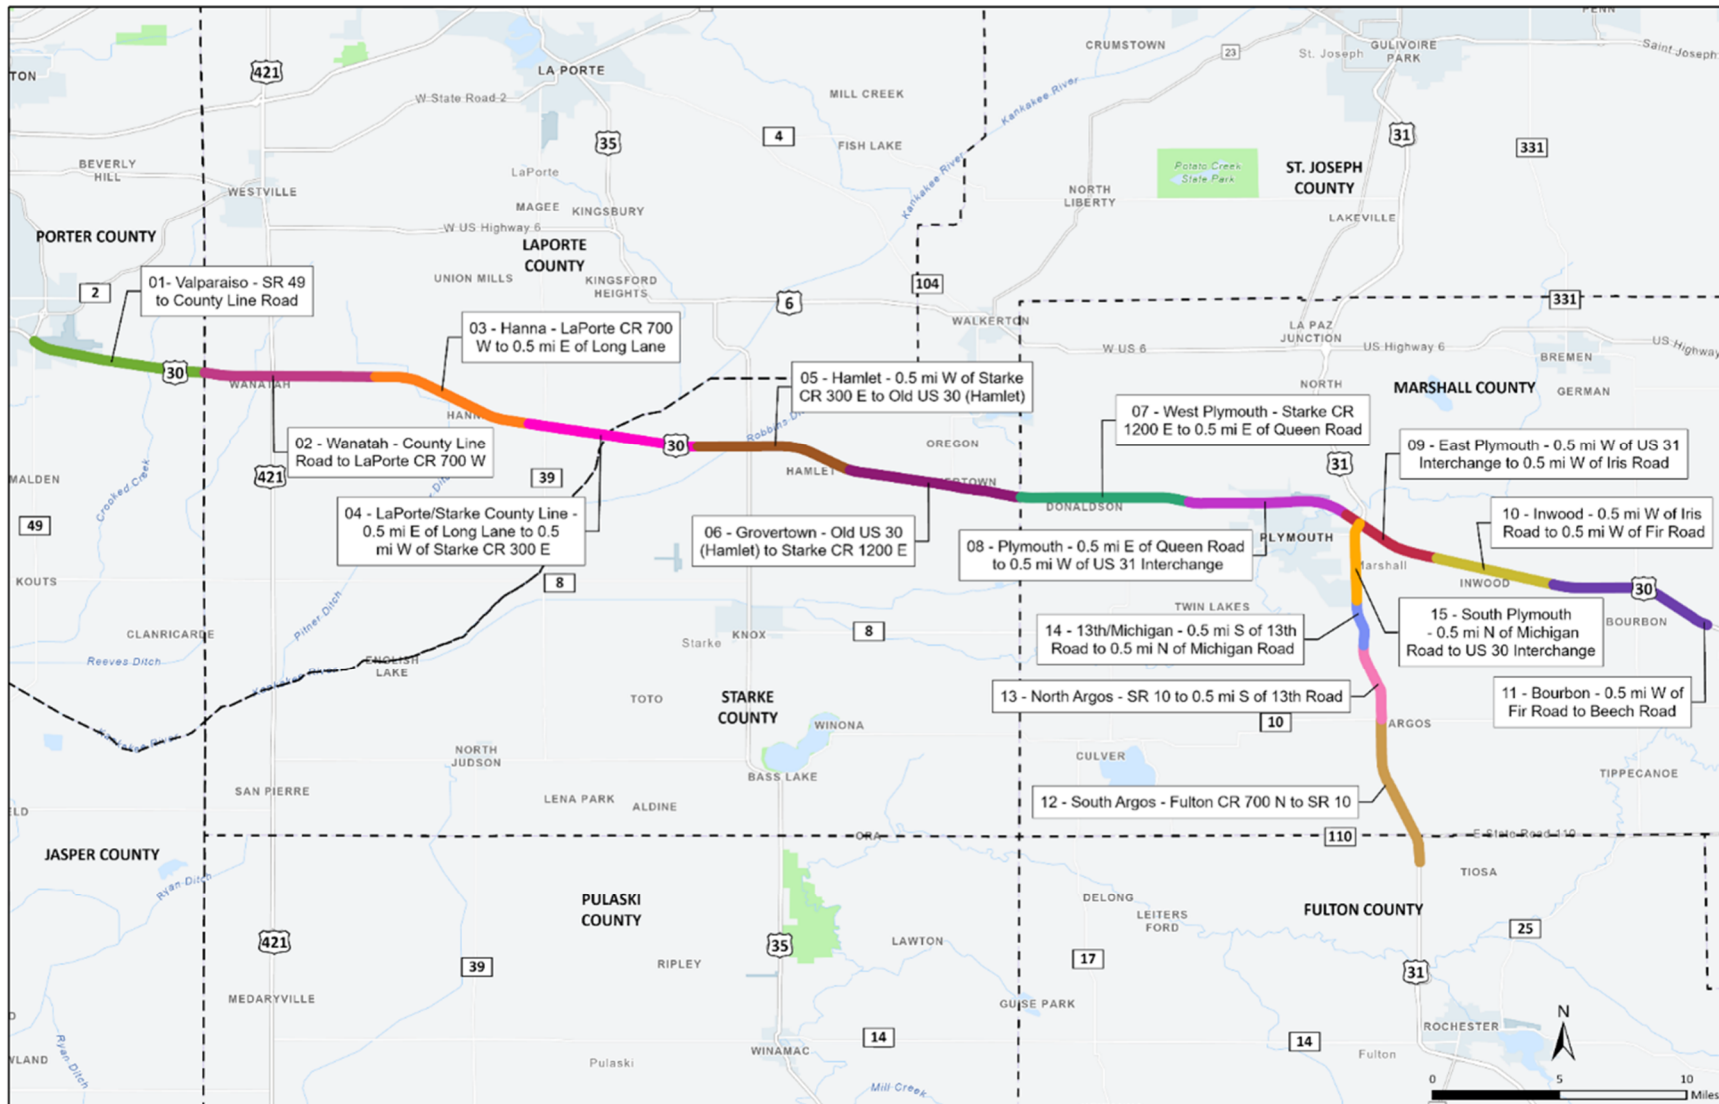 PENN
CRUMSTOWN
23
St. Joseph
GULIVOIRE
PARK
Saint Joseph
TON
421
LA PORTE
W State Road 2
MILL CREEK
Kankakee River
35
4
FISH LAKE
31
331
BEVERLY
HILL
WESTVILLE
LaPorte
Kankakee River
Potato Creek
State Park
ST. JOSEPH
COUNTY
NORTH
LIBERTY
MAGEE
KINGSBURY
LAKEVILLE
PORTER COUNTY
W US Highway 6
LAPORTE
COUNTY
UNION MILLS
KINGSFORD
HEIGHTS
104
01- Valparaiso - SR 49
to County Line Road
2
6
331
WALKERTON
LA PAZ
JUNCTION
03 - Hanna - LaPorte CR 700
W to 0.5 mi E of Long Lane
W US 6
US Highway 6
US Highway
BREMEN
30
WANATAH
05 - Hamlet - 0.5 mi W of Starke
CR 300 E to Old US 30 (Hamlet)
NORTH
MARSHALL COUNTY
GERMAN
HANN
07 - West Plymouth - Starke CR
1200 E to 0.5 mi E of Queen Road
02 - Wanatah - County Line
Road to LaPorte CR 700 W
30
Robbins Di
OREGON
09 - East Plymouth - 0.5 mi W of US 31
Interchange to 0.5 mi W of Iris Road
MALDEN
Crooked Creek
421
39
HAMLET
31
ERTOWN
er Ditch
DONALDSON
49
04 - LaPorte/Starke County Line -
0.5 mi E of Long Lane to 0.5
mi W of Starke CR 300 E
06 - Grovertown - Old US 30
(Hamlet) to Starke CR 1200 E
08 - Plymouth - 0.5 mi E of Queen Road
to 0.5 mi W of US 31 Interchange
PLYMOUTH
10 - Inwood - 0.5 mi W of Iris
Road to 0.5 mi W of Fir Road
Marshall
KOUTS
8
INWOOD
30
Pitner Ditch
TWIN LAKES
CLANRICARDE
Starke
KNOX
8
14 - 13th/Michigan - 0.5 mi S of 13th
Road to 0.5 mi N of Michigan Road
15 - South Plymouth
- 0.5 mi N of Michigan
Road to US 30 Interchange
BOURBON
Reeves Ditch
ENGLISH
LAKE
Kankakee River
TOTO
STARKE
COUNTY
13 - North Argos - SR 10 to 0.5 mi S of 13th Road
11 - Bourbon - 0.5 mi W of
Fir Road to Beech Road
WINONA
10
ARGOS
NORTH
JUDSON
CULVER
BASS LAKE
TIPPECANOE
SAN PIERRE
LENA PARK
ALDINE
12 - South Argos - Fulton CR 700 N to SR 10
ELD
ORA
110
E State Road 110
JASPER COUNTY
TIOSA
Ryan Ditch
PULASKI
COUNTY
DELONG
LEITERS
FORD
FULTON COUNTY
25
421
35
LAWTON
39
RIPLEY
17
31
MEDARYVILLE
GUISE PARK
N
ROCHESTER
14
14
WINAMAC
Ryan Ditch
WLAND
Pulaski
Fulton
Mill Creek
0 5 10
Miles